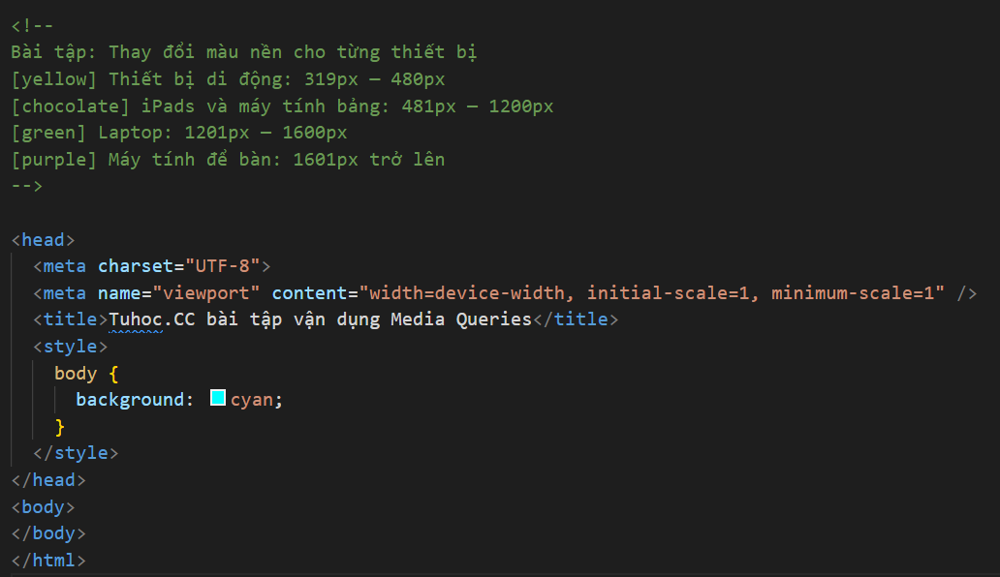 <!--
Bài tập: Thay đổi màu nền cho từng thiết bị
[yellow] Thiết bị di động: 319px — 480px
[chocolate] iPads và máy tính bảng: 481px — 1200px
[green] Laptop: 1201px — 1600px
[purple] Máy tính để bàn: 1601px trở lên
-->
<head>
<meta charset="UTF-8">
<meta name="viewport" content="width=device-width, initial-scale=1, minimum-scale=1" />
<title>Tuhoc.CC bài tập vận dụng Media Queries</title>
<style>
body {
background: cyan;
}
</style>
</head>
<body>
</body>
</html>